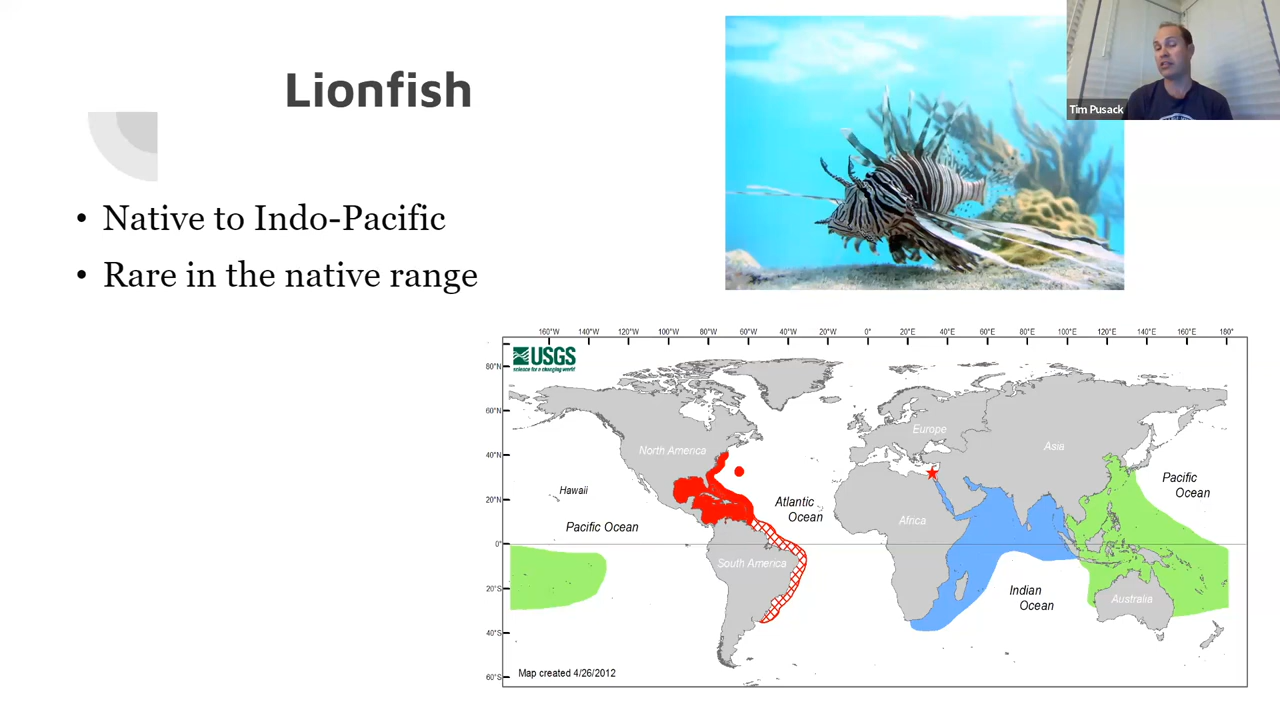 Lionfish
Tim Pusack
• Native to Indo-Pacific
• Rare in the native range
160°W 140°W 120°W 100°W 80°W 60°W 40°W 20°W 0° 20°E 40°E 60°E 80°E 100°E 120°E 140°E 160°E 180°
USGS
science for a changing world
80°N
60°N
40°N
20°N
0°
20°S
40°S
60°S
North America
Europe
Asia
Hawaii
Pacific Ocean
Atlantic
Ocean
Africa
Pacific
Ocean
South America
Indian
Ocean
Australia
Map created 4/26/2012